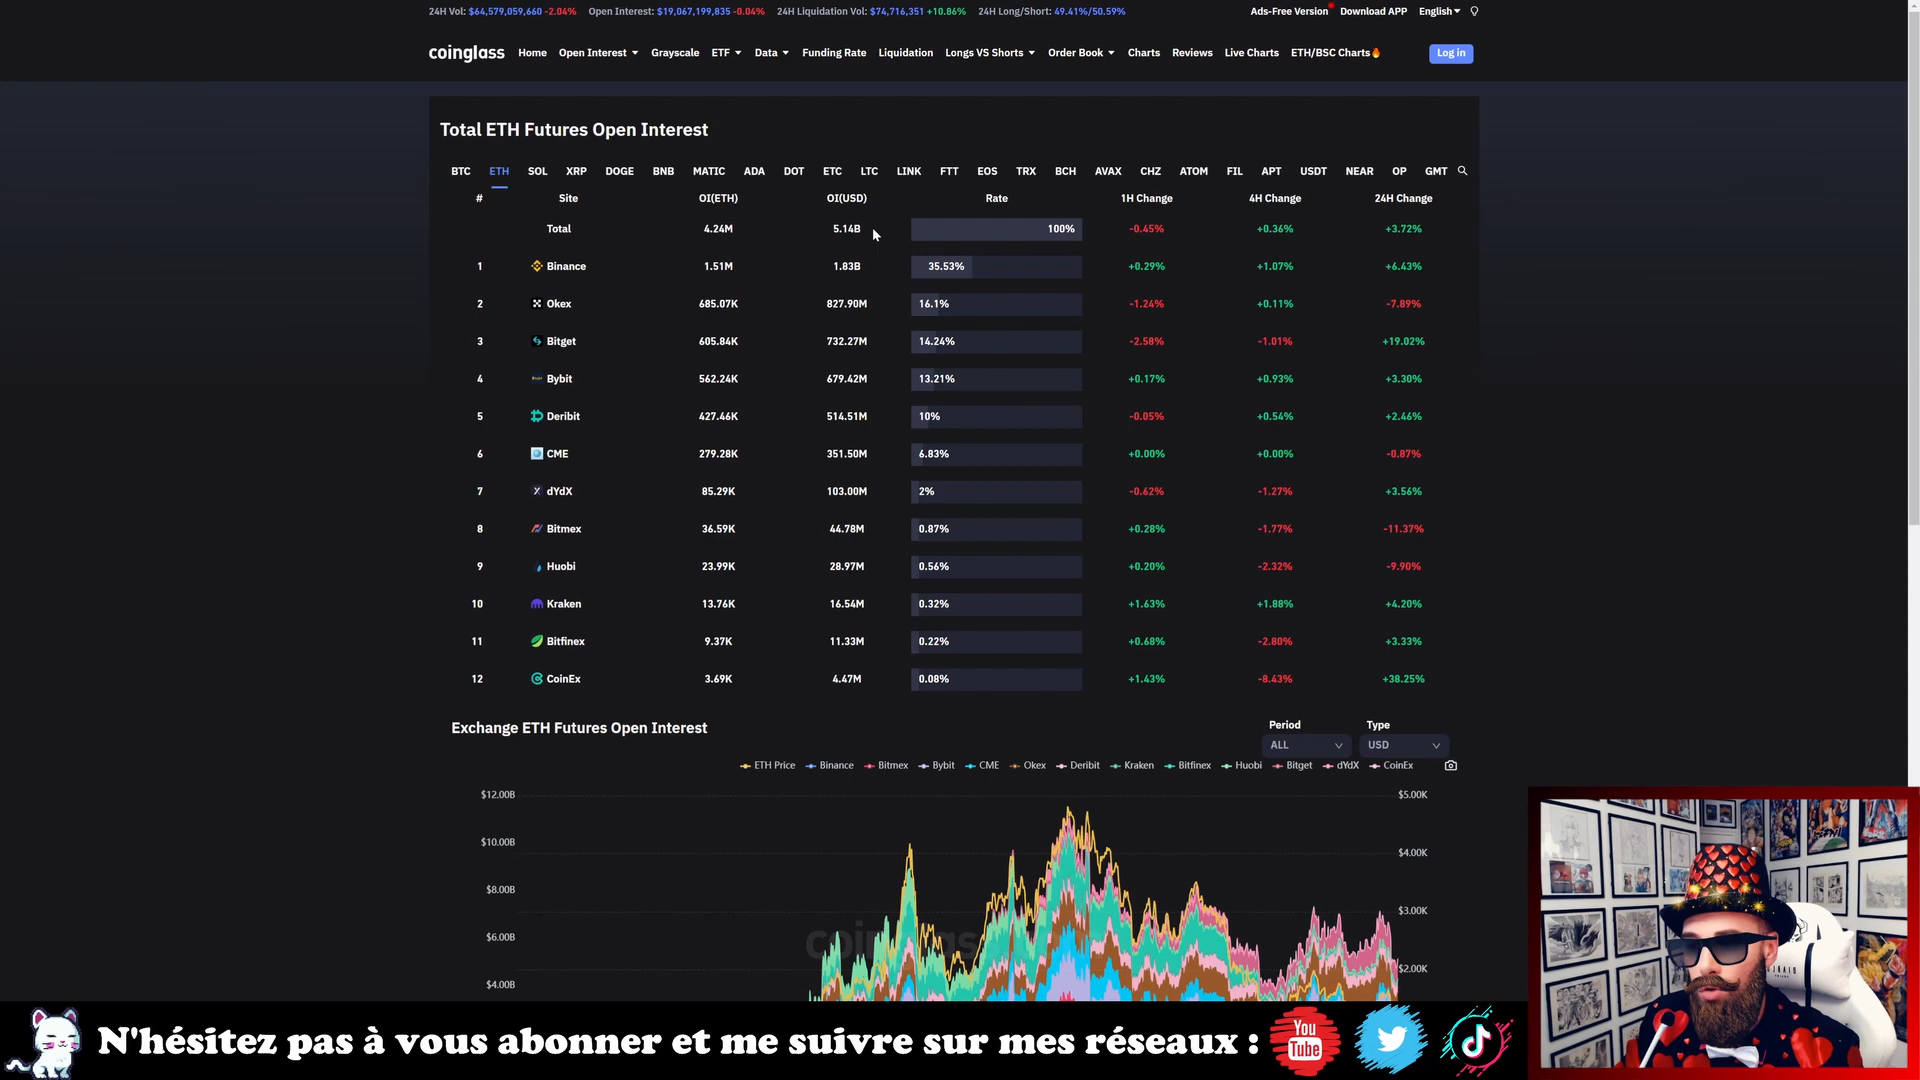 24H Vol: $64,579,059,660 -2.04% Open Interest: $19,067,199,835 -0.04% 24H Liquidation Vol: $74,716,351 +10.86% 24H Long/Short: 49.41%/50.59% Ads-Free Version Download APP English
coinglass Home Open Interest Grayscale ETF Data Funding Rate Liquidation Longs VS Shorts Order Book Charts Reviews Live Charts ETH/BSC Charts Log in
Total ETH Futures Open Interest
BTC ETH SOL XRP DOGE BNB MATIC ADA DOT ETC LTC LINK FTT EOS TRX BCH AVAX CHZ ATOM FIL APT USDT NEAR OP GMT
# Site OI(ETH) OI(USD) Rate 1H Change 4H Change 24H Change
Total 4.24M 5.14B 100% -0.45% +0.36% +3.72%
1 Binance 1.51M 1.83B 35.53% +0.29% +1.07% +6.43%
2 Okex 685.07K 827.90M 16.1% -1.24% +0.11% -7.89%
3 Bitget 605.84K 732.27M 14.24% -2.58% -1.01% +19.02%
4 Bybit 562.24K 679.42M 13.21% +0.17% +0.93% +3.30%
5 Deribit 427.46K 514.51M 10% -0.05% +0.54% +2.46%
6 CME 279.28K 351.50M 6.83% +0.00% +0.00% -0.87%
7 dYdX 85.29K 103.00M 2% -0.62% -1.27% +3.56%
8 Bitmex 36.59K 44.78M 0.87% +0.28% -1.77% -11.37%
9 Huobi 23.99K 28.97M 0.56% +0.20% -2.32% -9.90%
10 Kraken 13.76K 16.54M 0.32% +1.63% +1.88% +4.20%
11 Bitfinex 9.37K 11.33M 0.22% +0.68% -2.80% +3.33%
12 CoinEx 3.69K 4.47M 0.08% +1.43% -8.43% +38.25%
Exchange ETH Futures Open Interest
Period Type
ALL USD
ETH Price Binance Bitmex Bybit CME Okex Deribit Kraken Bitfinex Huobi Bitget dYdX CoinEx
$12.00B $5.00K
$10.00B $4.00K
$8.00B
$3.00K
$6.00B
$2.00K
$4.00B
N'hésitez pas à vous abonner et me suivre sur mes réseaux :
You
Tube